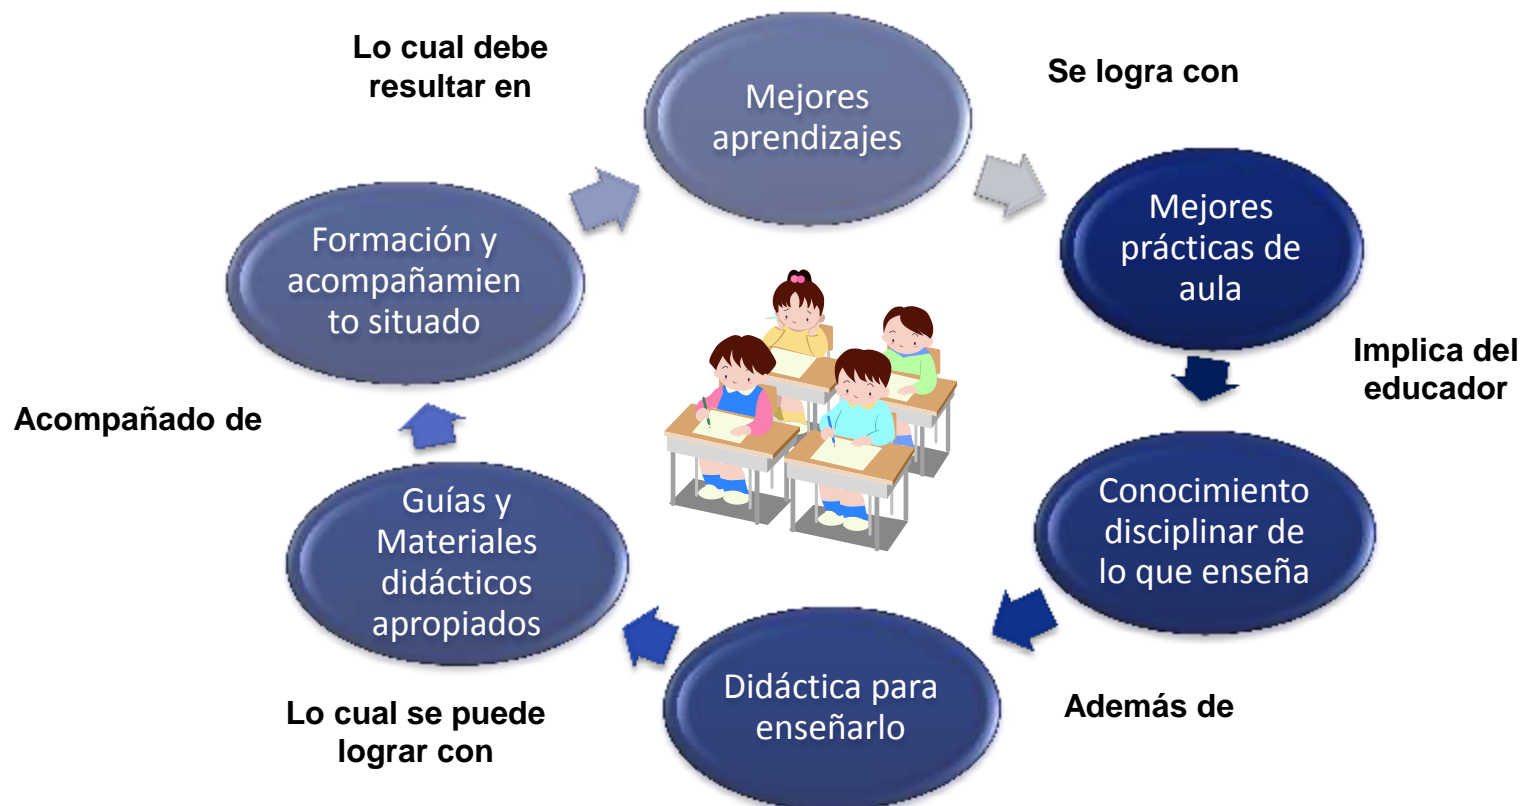 Mejores
aprendizajes
Se logra con
Mejores
prácticas de
aula
Implica del
educador
Conocimiento
disciplinar de
lo que enseña
Además de
Didáctica para
enseñarlo
Lo cual se puede
lograr con
Guías y
Materiales
didácticos
apropiados
Acompañado de
Formación y
acompañamien
to situado
Lo cual debe
resultar en